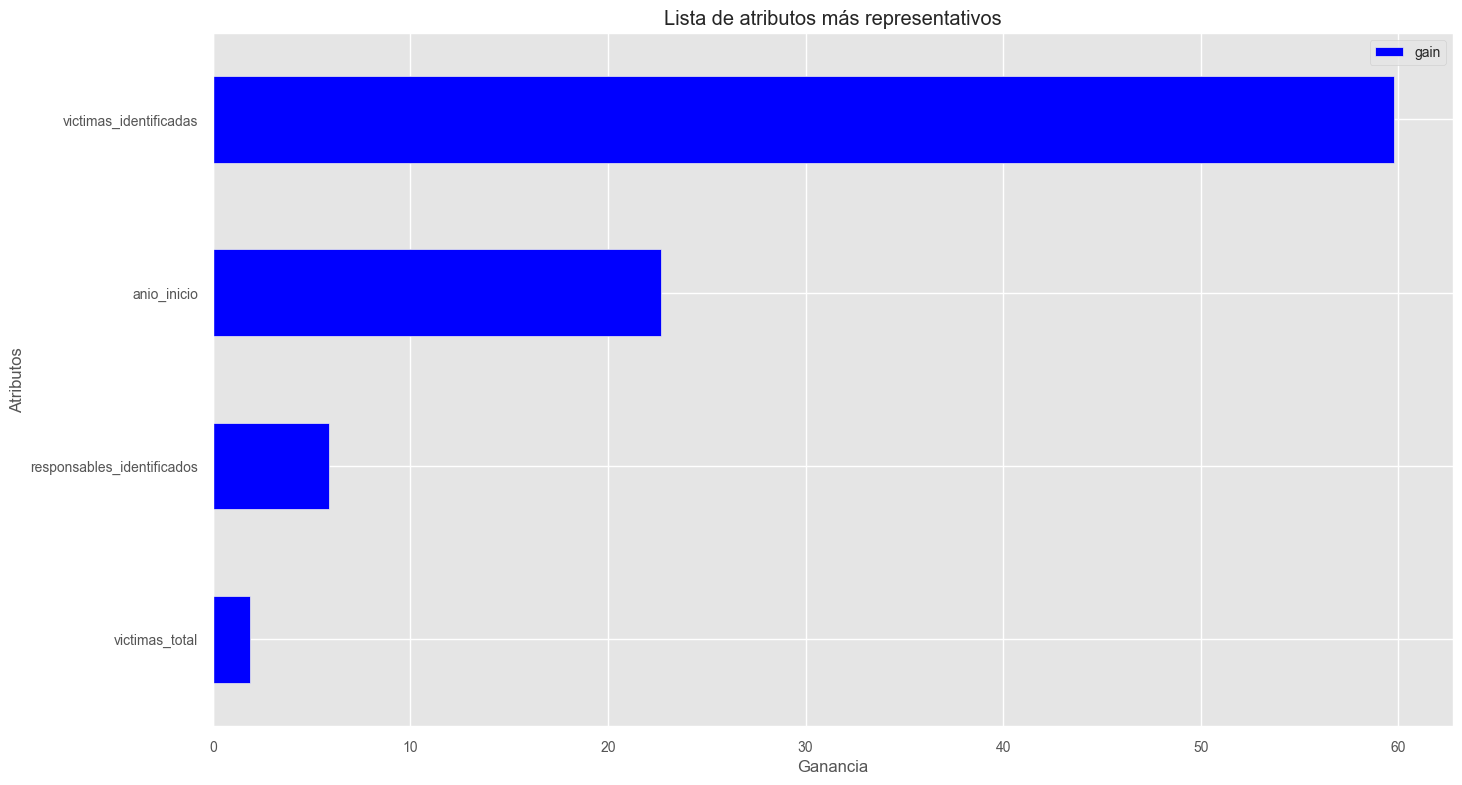 Lista de atributos más representativos
gain
victimas_identificadas
anio_inicio
responsables_identificados
victimas_total
Atributos
0 10 20 30 40 50 60
Ganancia